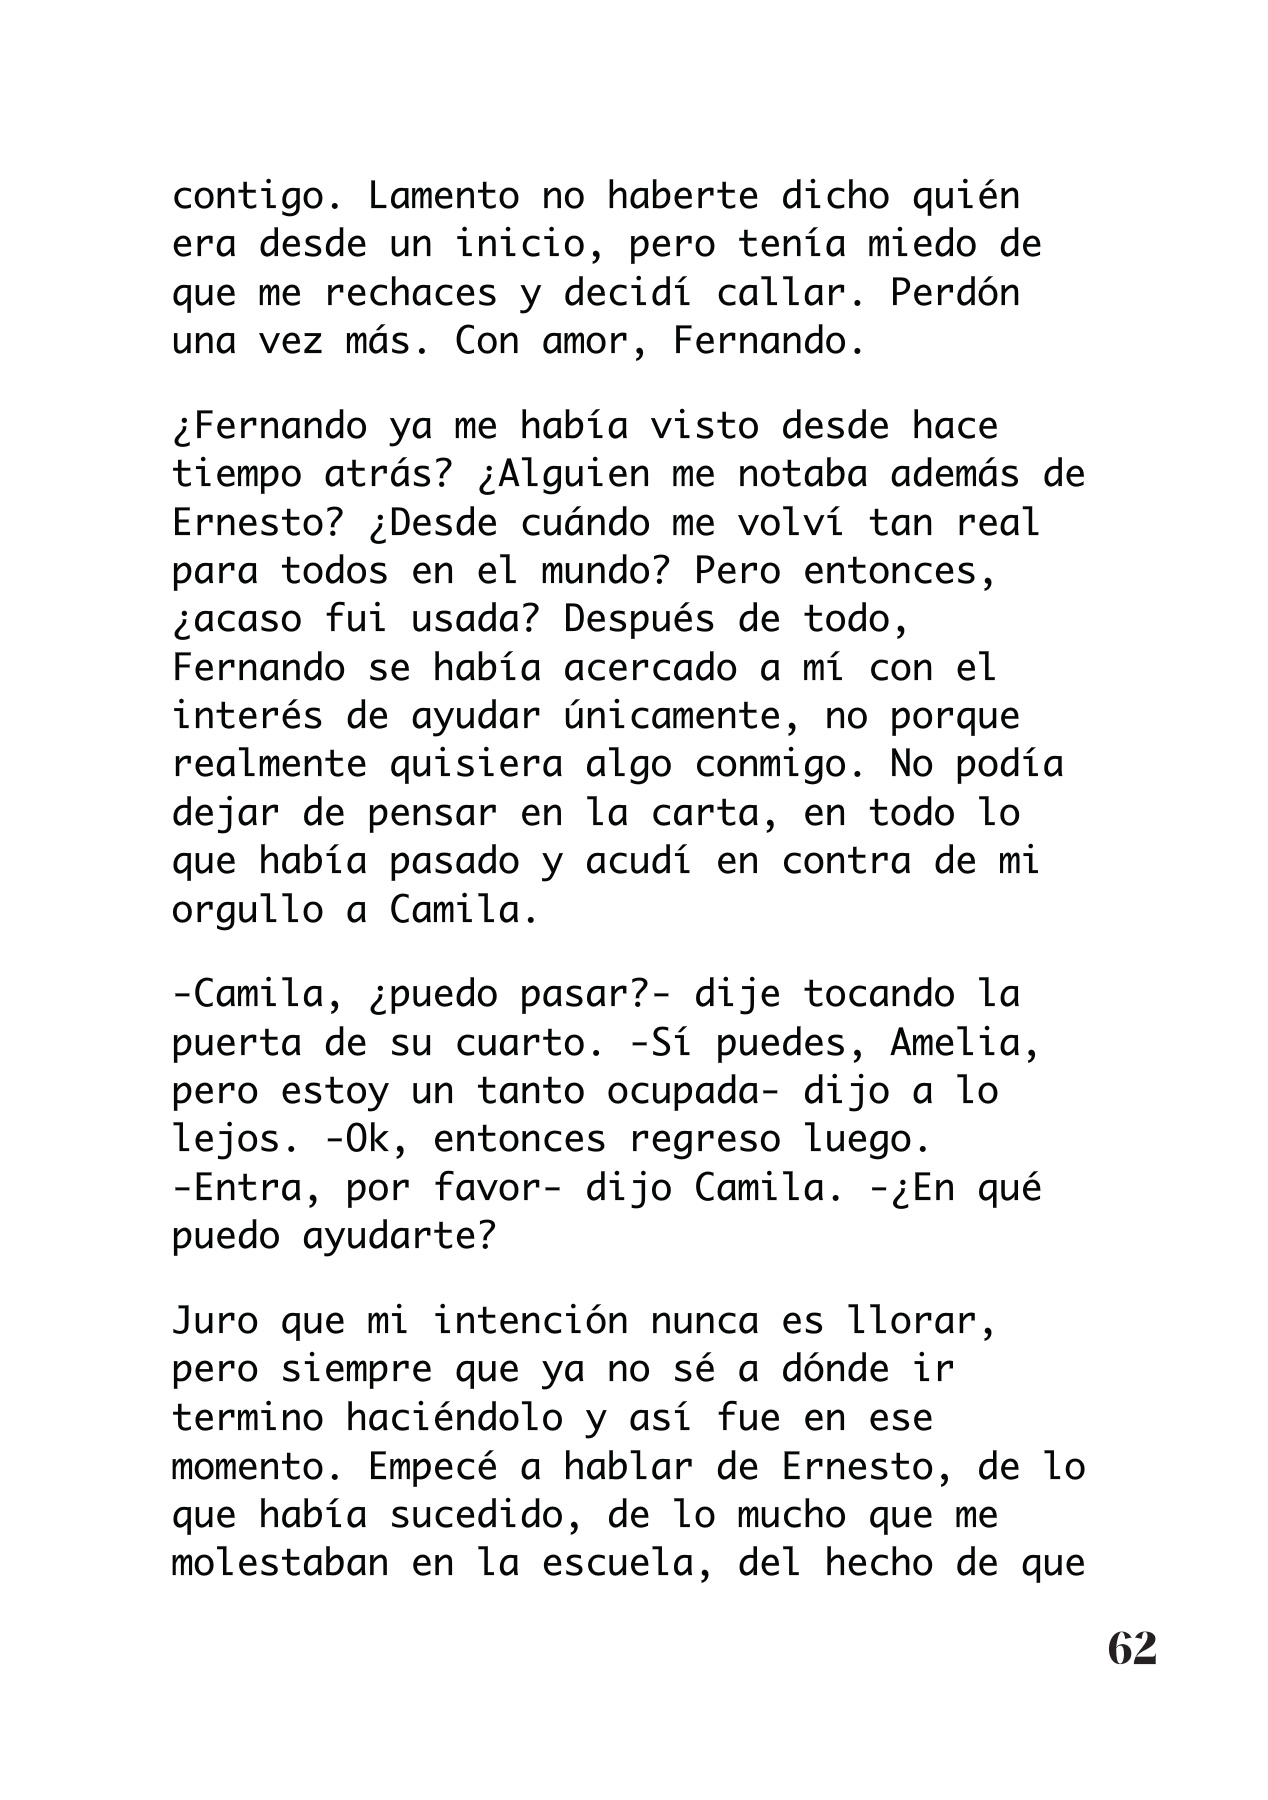 contigo. Lamento no haberte dicho quién
era desde un inicio, pero tenía miedo de
que me rechaces y decidí callar. Perdón
una vez más. Con amor, Fernando.
¿Fernando ya me había visto desde hace
tiempo atrás? ¿Alguien me notaba además de
Ernesto? ¿Desde cuándo me volví tan real
para todos en el mundo? Pero entonces,
¿acaso fui usada? Después de todo,
Fernando se había acercado a mí con el
interés de ayudar únicamente, no porque
realmente quisiera algo conmigo. No podía
dejar de pensar en la carta, en todo lo
que había pasado y acudí en contra de mi
orgullo a Camila.
-Camila, ¿puedo pasar?- dije tocando la
puerta de su cuarto. -Sí puedes, Amelia,
pero estoy un tanto ocupada- dijo a lo
lejos. -Ok, entonces regreso luego.
-Entra, por favor- dijo Camila. -¿En qué
puedo ayudarte?
Juro que mi intención nunca es llorar,
pero siempre que ya no sé a dónde ir
termino haciéndolo y así fue en ese
momento. Empecé a hablar de Ernesto, de lo
que había sucedido, de lo mucho que me
molestaban en la escuela, del hecho de que
62